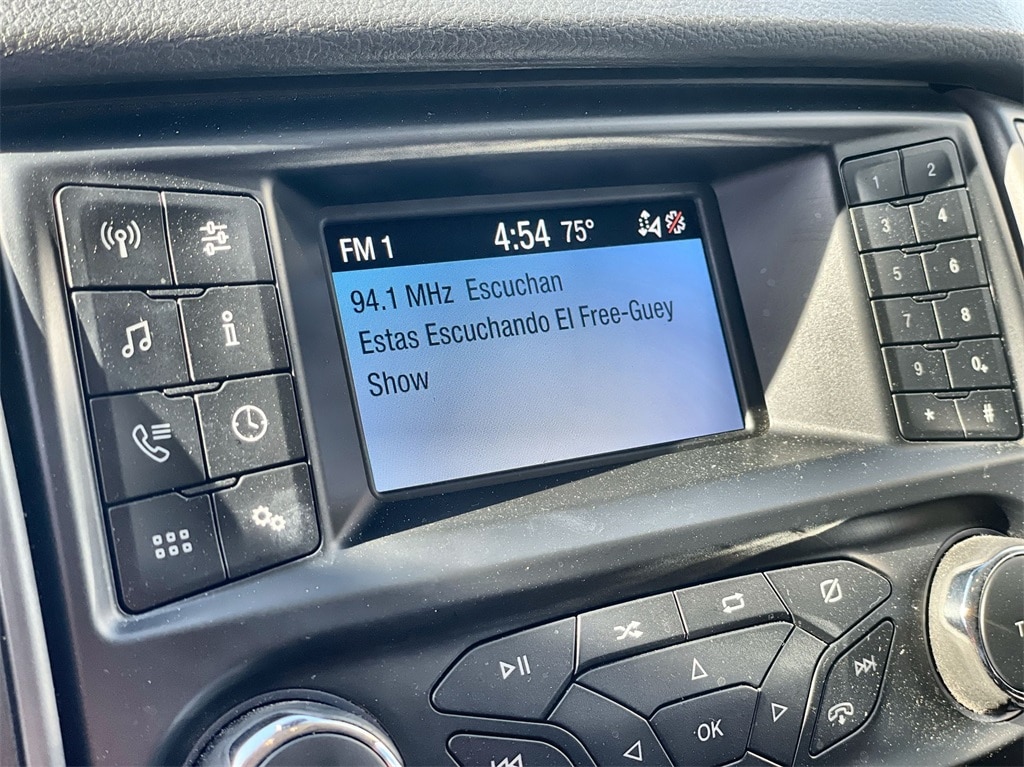 FM 1 4:54 75°
94.1 MHz Escuchan
Estas Escuchando El Free-Guey
Show
1 2
3 4
5 6
7 8
9 0+
* #
OK